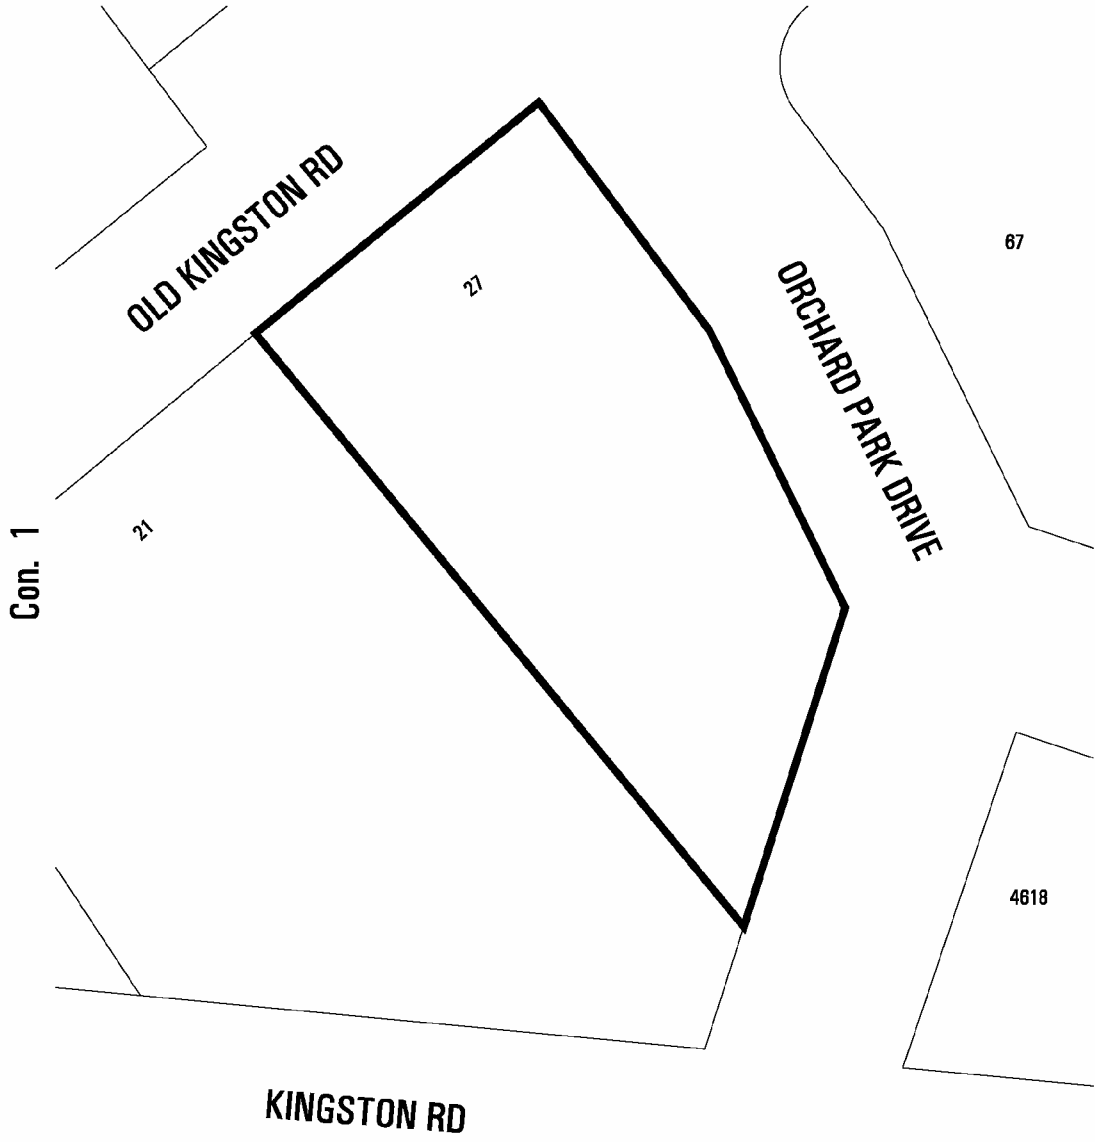 OLD KINGSTON RD
27
67
ORCHARD PARK DRIVE
21
Con. 1
4618
KINGSTON RD